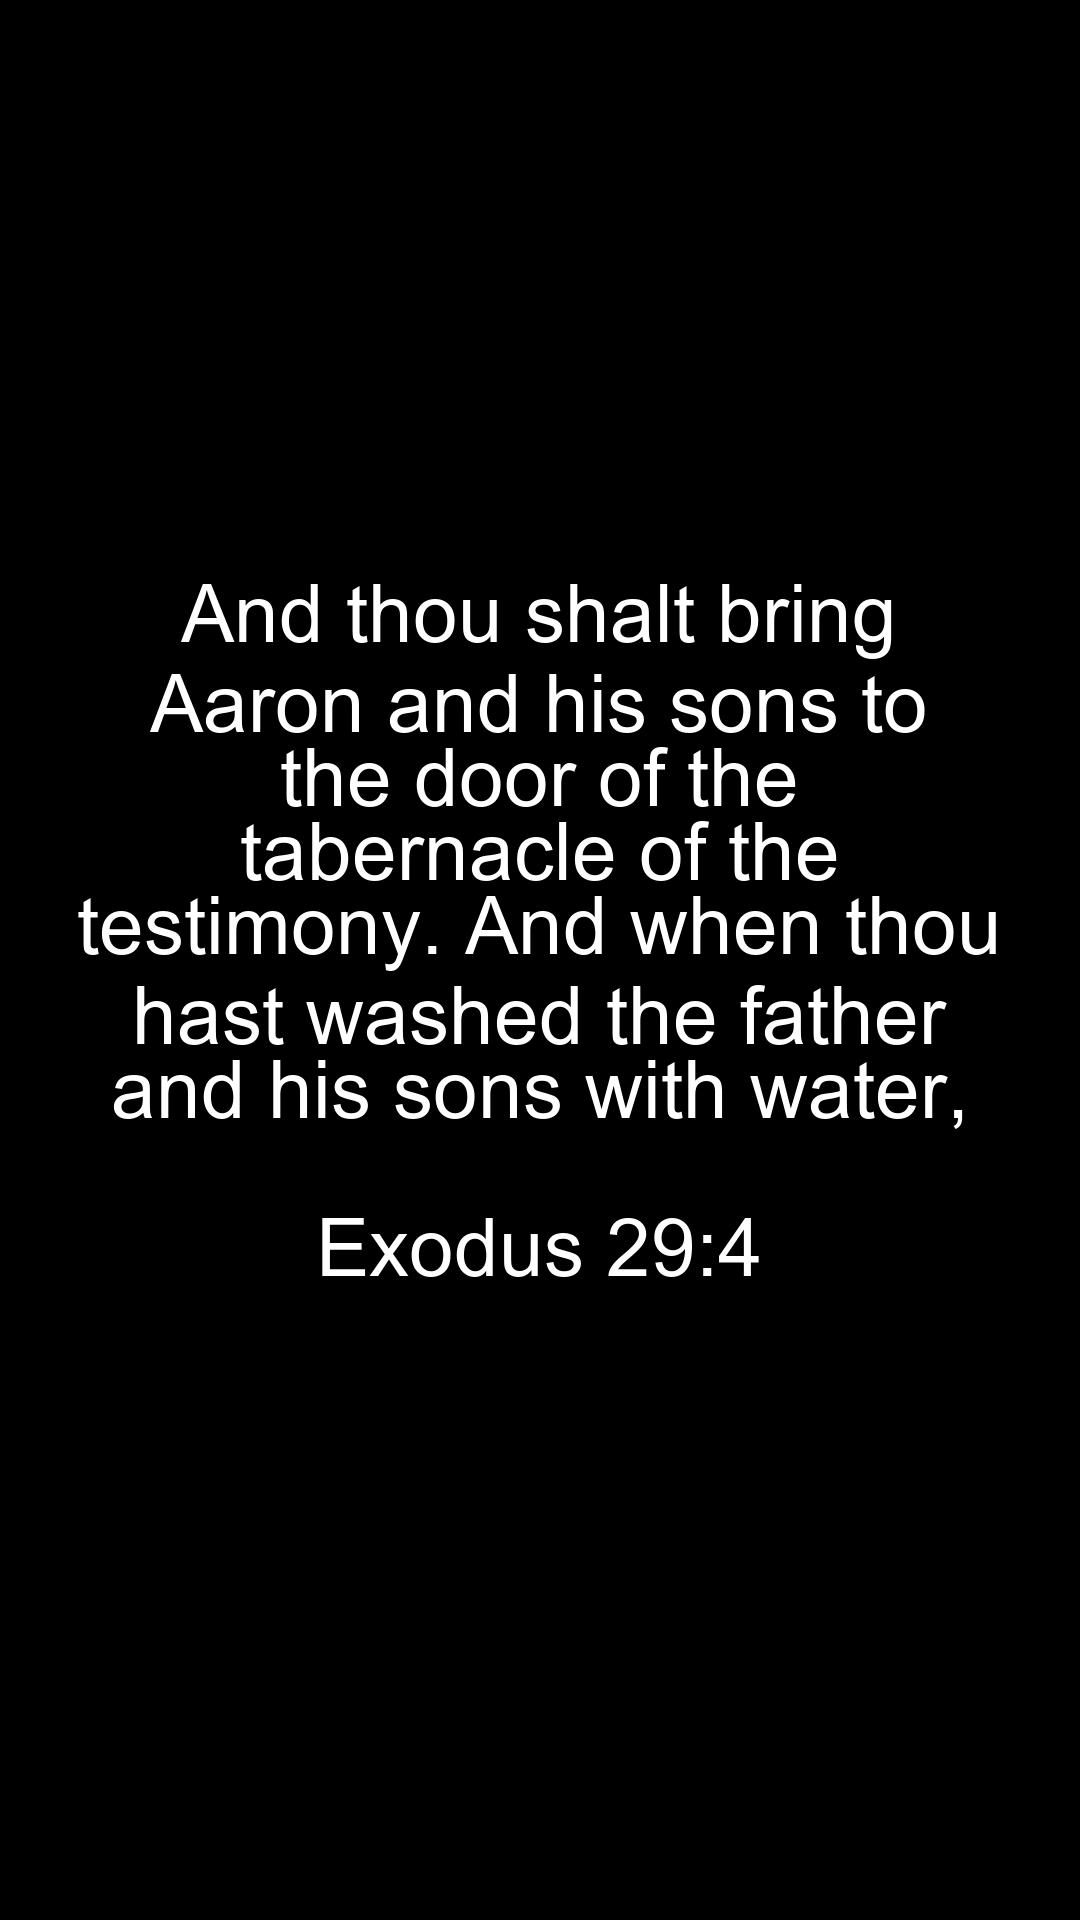 And thou shalt bring
Aaron and his sons to
the door of the
tabernacle of the
testimony. And when thou
hast washed the father
and his sons with water,
Exodus 29:4